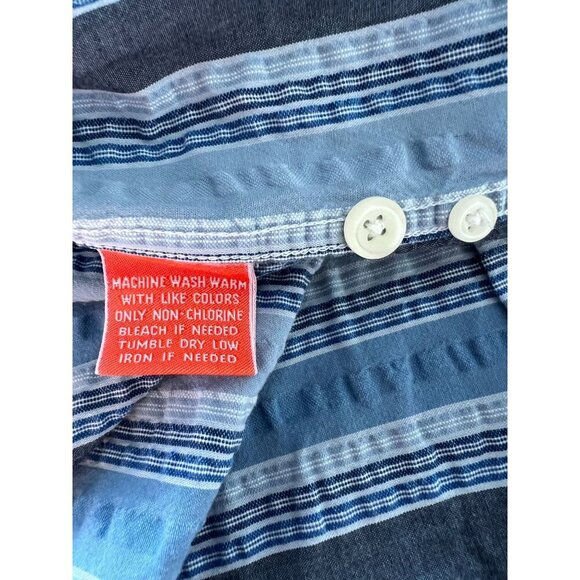 MACHINE WASH WARM
WITH LIKE COLORS
ONLY NON-CHLORINE
BLEACH IF NEEDED
TUMBLE DRY LOW
IRON IF NEEDED